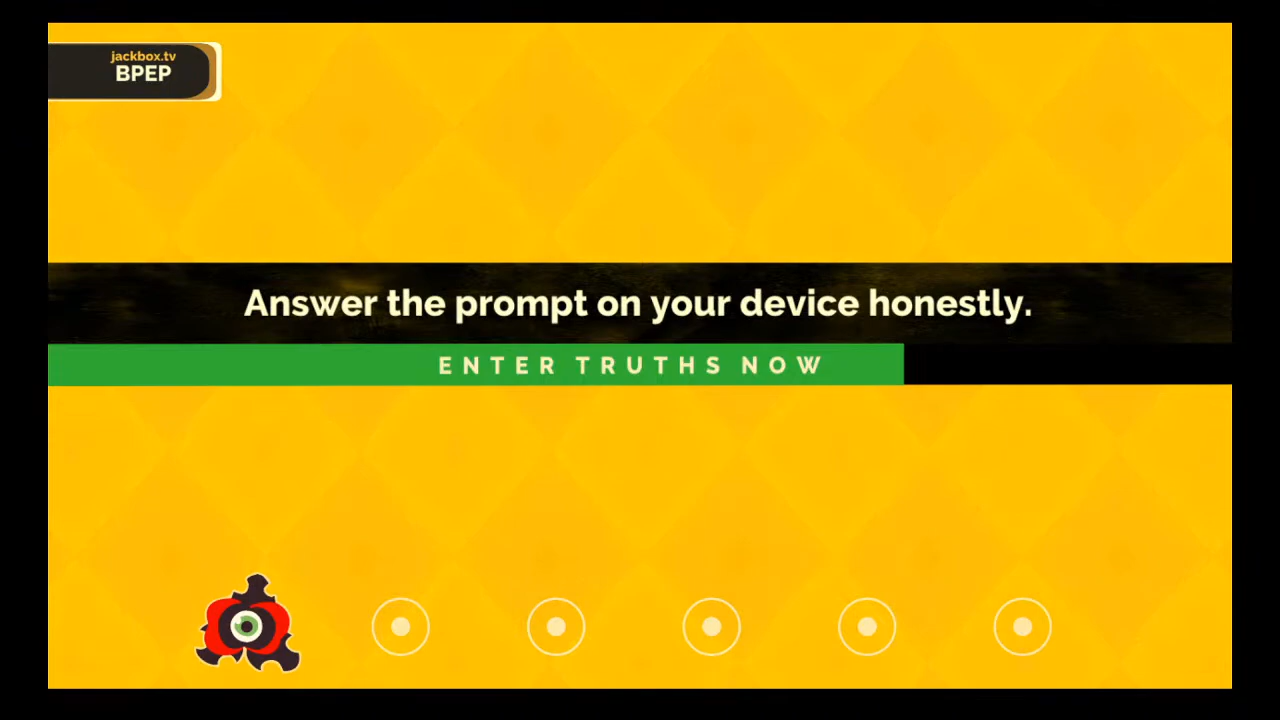 jackbox.tv
BPEP
Answer the prompt on your device honestly.
ENTER TRUTHS NOW